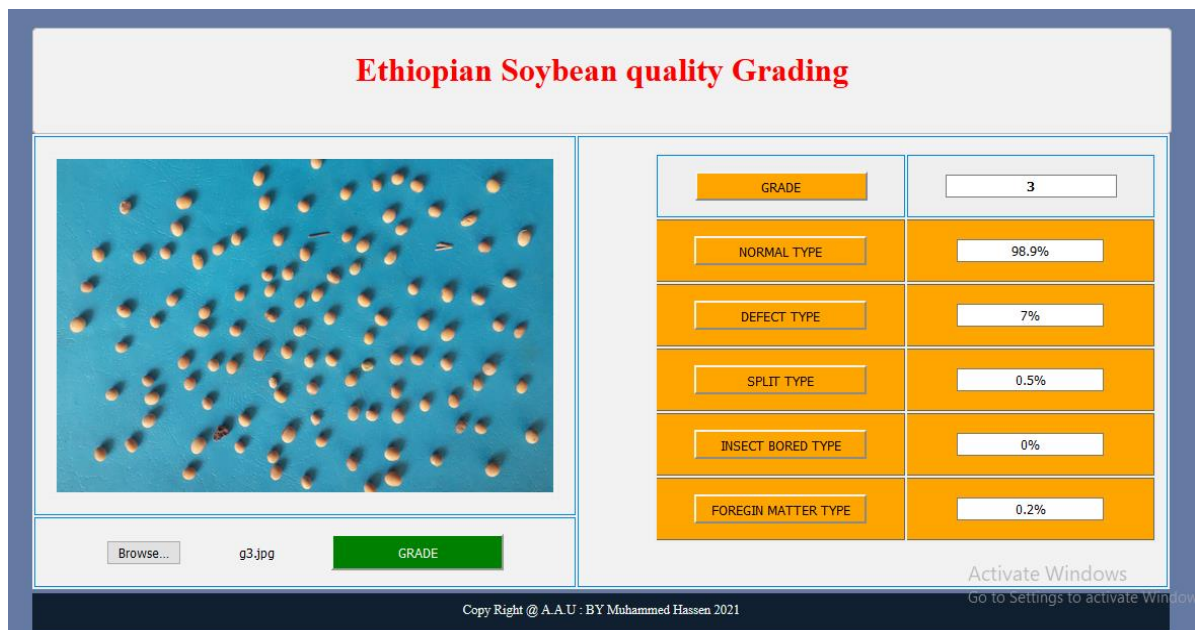 Ethiopian Soybean quality Grading
GRADE
3
NORMAL TYPE
98.9%
DEFECT TYPE
7%
SPLIT TYPE
0.5%
INSECT BORED TYPE
0%
FOREGIN MATTER TYPE
0.2%
Browse...
g3.jpg
GRADE
Activate Windows
Go to Settings to activate Window
Copy Right @ A.A.U : BY Muhammed Hassen 2021